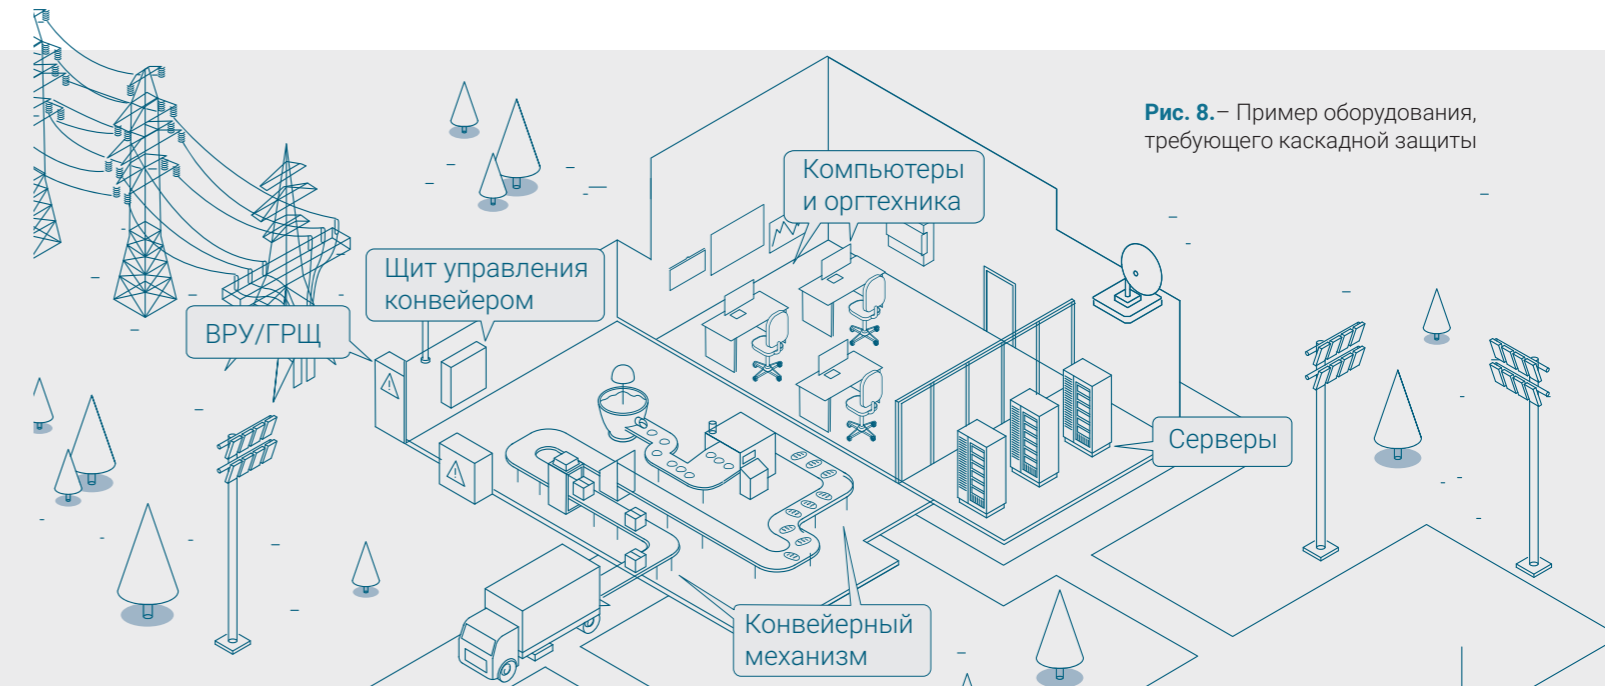 Рис. 8.– Пример оборудования,
требующего каскадной защиты
Компьютеры
и оргтехника
Щит управления
конвейером
ВРУ/ГРЩ
Серверы
Конвейерный
механизм